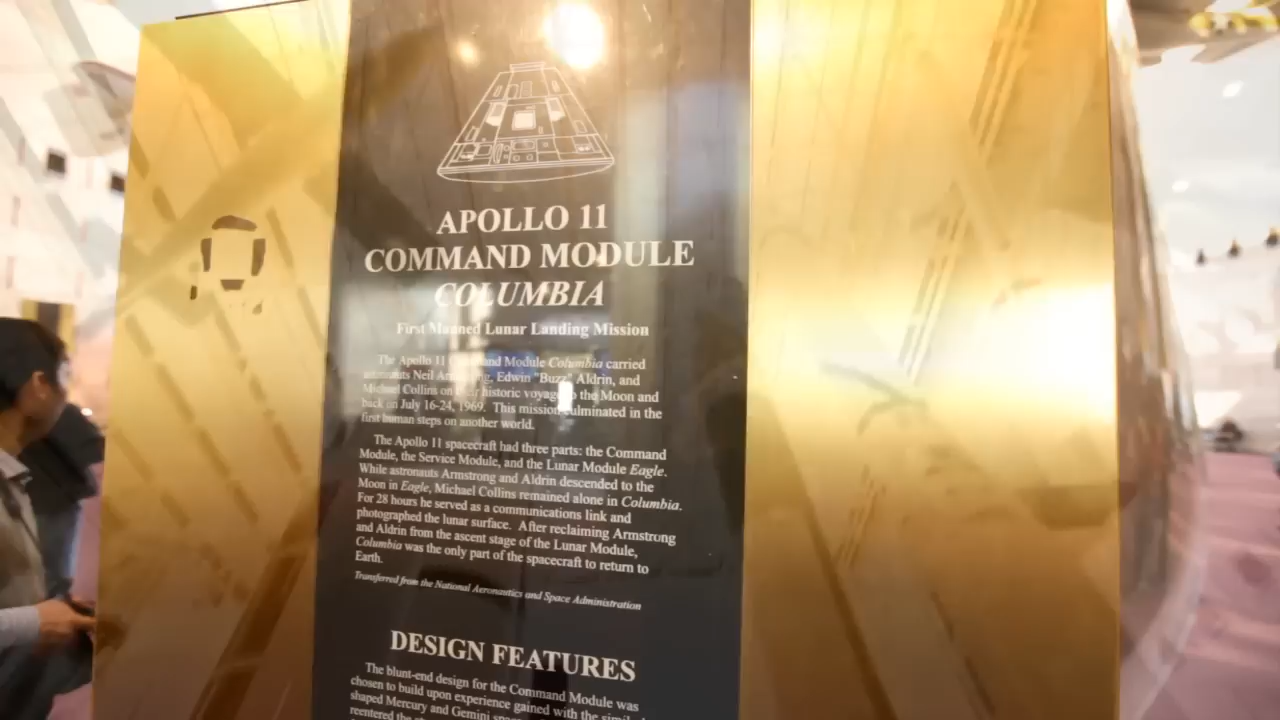 APOLLO 11
COMMAND MODULE
COLUMBIA
First Manned Lunar Landing Mission
The Apollo 11 Command Module Columbia carried
astronauts Neil Armstrong, Edwin "Buzz" Aldrin, and
Michael Collins on their historic voyage to the Moon and
back on July 16-24, 1969. This mission culminated in the
first human steps on another world.
The Apollo 11 spacecraft had three parts: the Command
Module, the Service Module, and the Lunar Module Eagle.
While astronauts Armstrong and Aldrin descended to the
Moon in Eagle, Michael Collins remained alone in Columbia.
For 28 hours he served as a communications link and
photographed the lunar surface. After reclaiming Armstrong
and Aldrin from the ascent stage of the Lunar Module,
Columbia was the only part of the spacecraft to return to
Earth.
Transferred from the National Aeronautics and Space Administration
DESIGN FEATURES
The blunt-end design for the Command Module was
chosen to build upon experience gained with the
shaped Mercury and Gemini
reentered the